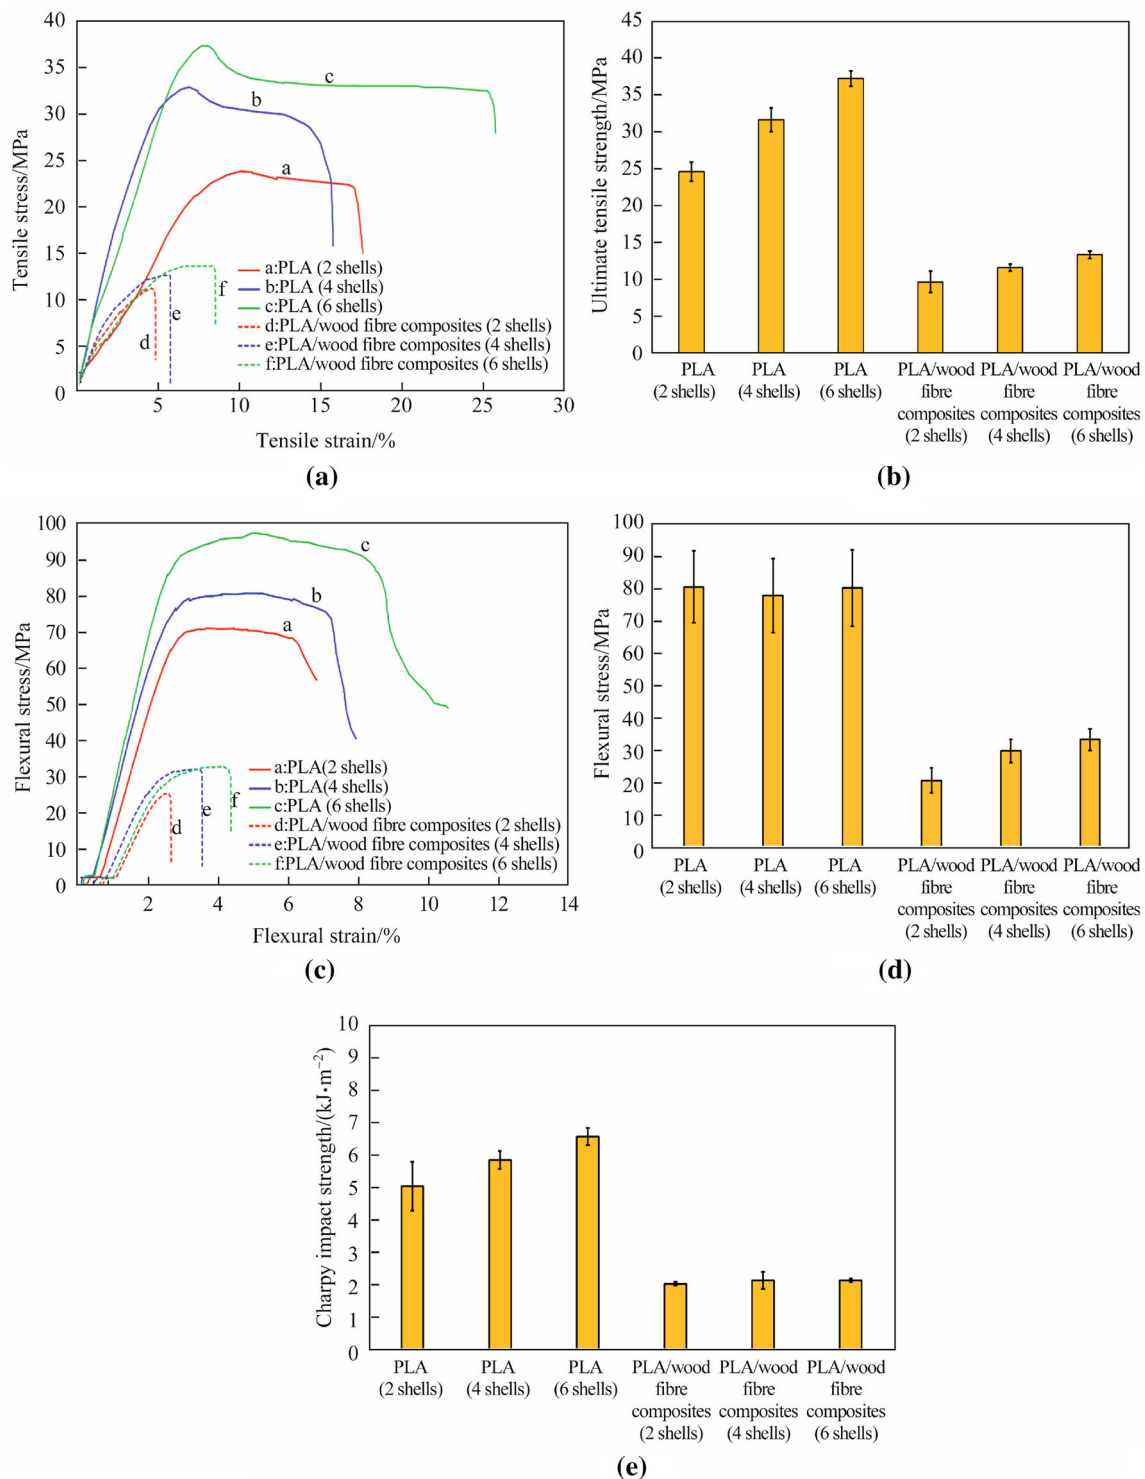 40
35
30
25
20
15
10
5
0
5
10
15
20
25
30
Tensile stress/MPa
Tensile strain/%
c
b
a
f
e
d
a:PLA (2 shells)
b:PLA (4 shells)
c:PLA (6 shells)
d:PLA/wood fibre composites (2 shells)
e:PLA/wood fibre composites (4 shells)
f:PLA/wood fibre composites (6 shells)
(a)
45
40
35
30
25
20
15
10
5
0
Ultimate tensile strength/MPa
PLA
(2 shells)
PLA
(4 shells)
PLA
(6 shells)
PLA/wood
fibre
composites
(2 shells)
PLA/wood
fibre
composites
(4 shells)
PLA/wood
fibre
composites
(6 shells)
(b)
100
90
80
70
60
50
40
30
20
10
0
2
4
6
8
10
12
14
Flexural stress/MPa
Flexural strain/%
c
b
a
d
e
f
a:PLA(2 shells)
b:PLA(4 shells)
c:PLA (6 shells)
d:PLA/wood fibre composites (2 shells)
e:PLA/wood fibre composites (4 shells)
f:PLA/wood fibre composites (6 shells)
(c)
100
90
80
70
60
50
40
30
20
10
0
Flexural stress/MPa
PLA
(2 shells)
PLA
(4 shells)
PLA
(6 shells)
PLA/wood
fibre
composites
(2 shells)
PLA/wood
fibre
composites
(4 shells)
PLA/wood
fibre
composites
(6 shells)
(d)
10
9
8
7
6
5
4
3
2
1
0
Charpy impact strength/(kJ·m⁻²)
PLA
(2 shells)
PLA
(4 shells)
PLA
(6 shells)
PLA/wood
fibre
composites
(2 shells)
PLA/wood
fibre
composites
(4 shells)
PLA/wood
fibre
composites
(6 shells)
(e)